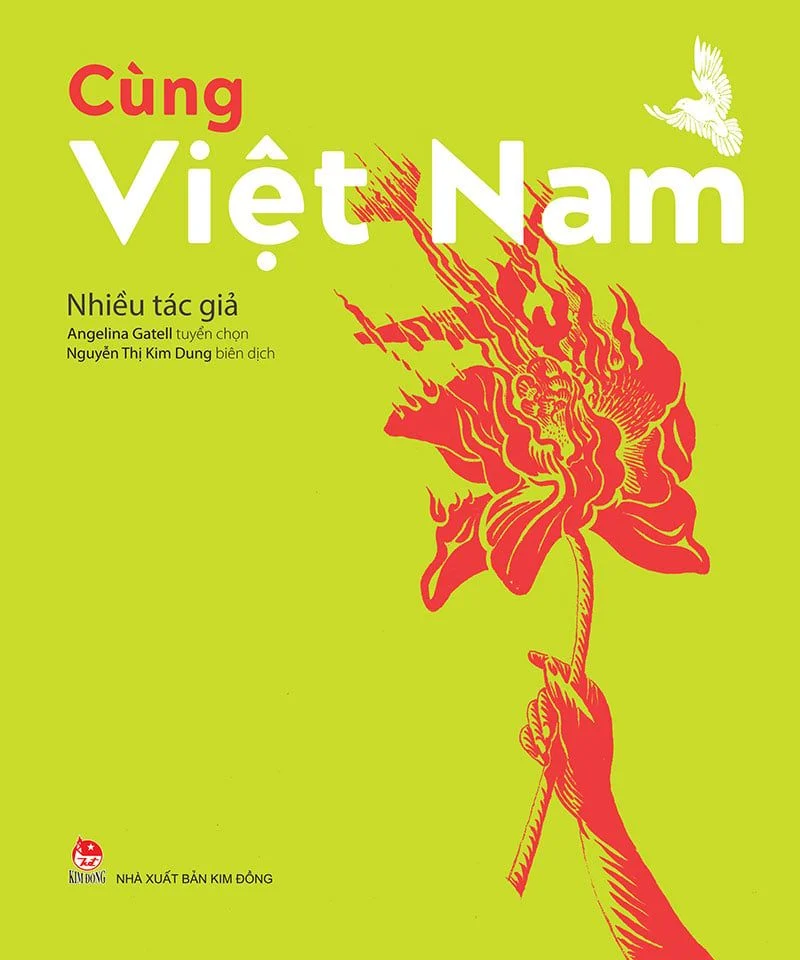 Cùng
Việt Nam
Nhiều tác giả
Angelina Gatell tuyển chọn
Nguyễn Thị Kim Dung biên dịch
KIM ĐỒNG
NHÀ XUẤT BẢN KIM ĐỒNG